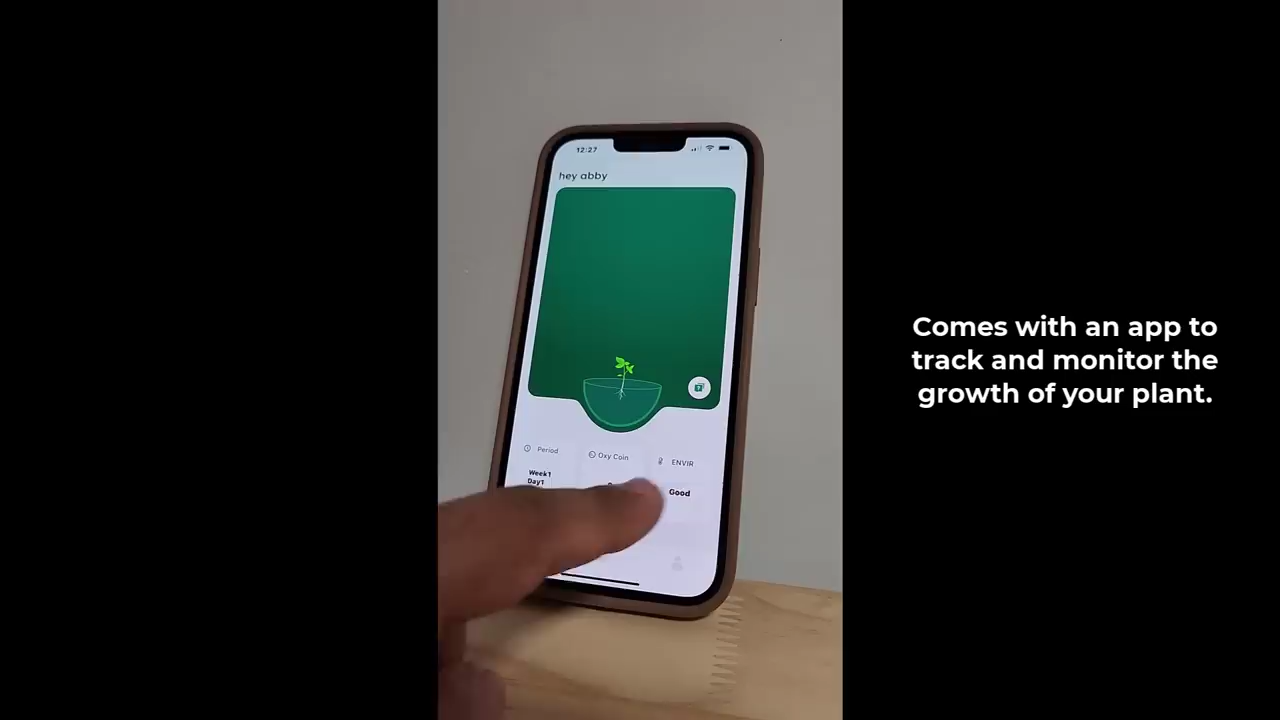 12:27
hey abby
Period
Oxy Coin
ENVIR
Week1
Day1
Good
Comes with an app to
track and monitor the
growth of your plant.